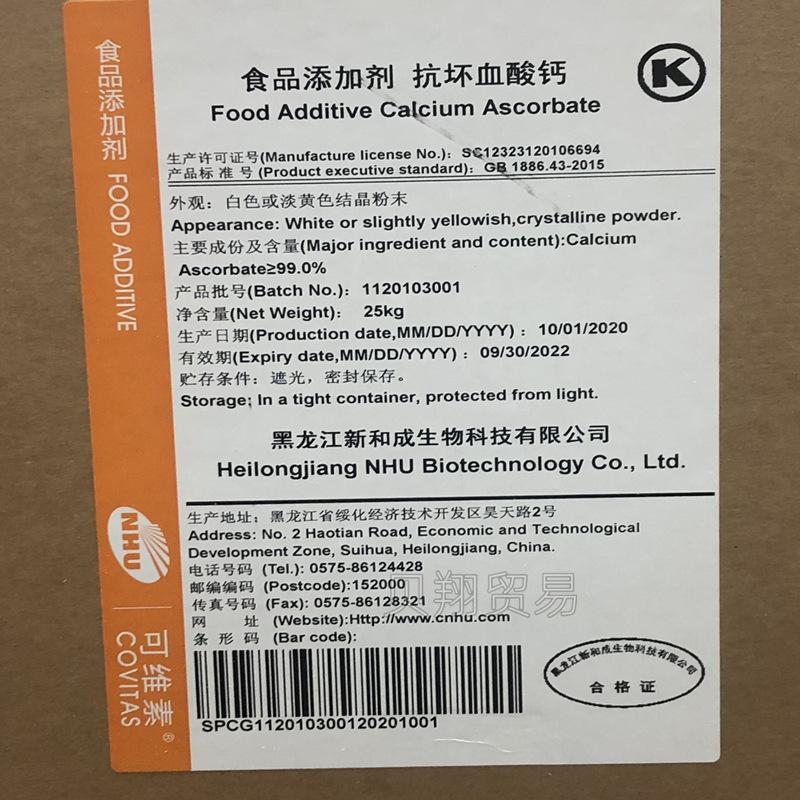 食品添加剂 FOOD ADDITIVE
食品添加剂 抗坏血酸钙
K
Food Additive Calcium Ascorbate
生产许可证号(Manufacture license No.)：SC12323120106694
产品标准号(Product executive standard)：GB 1886.43-2015
外观：白色或淡黄色结晶粉末
Appearance: White or slightly yellowish,crystalline powder.
主要成份及含量(Major ingredient and content):Calcium
Ascorbate≥99.0%
产品批号(Batch No.)：1120103001
净含量(Net Weight)： 25kg
生产日期(Production date,MM/DD/YYYY)：10/01/2020
有效期(Expiry date,MM/DD/YYYY)：09/30/2022
贮存条件：遮光，密封保存。
Storage; In a tight container, protected from light.
黑龙江新和成生物科技有限公司
Heilongjiang NHU Biotechnology Co., Ltd.
生产地址：黑龙江省绥化经济技术开发区昊天路2号
Address: No. 2 Haotian Road, Economic and Technological
Development Zone, Suihua, Heilongjiang, China.
电话号码 (Tel.): 0575-86124428
邮编编码 (Postcode):152000
传真号码 (Fax): 0575-86128321
网 址 (Website):Http://www.cnhu.com
条形码 (Bar code):
SPCG112010300120201001
贝翔贸易
黑龙江新和成生物科技有限公司
合格证
NHU
可维素®
COVITAS